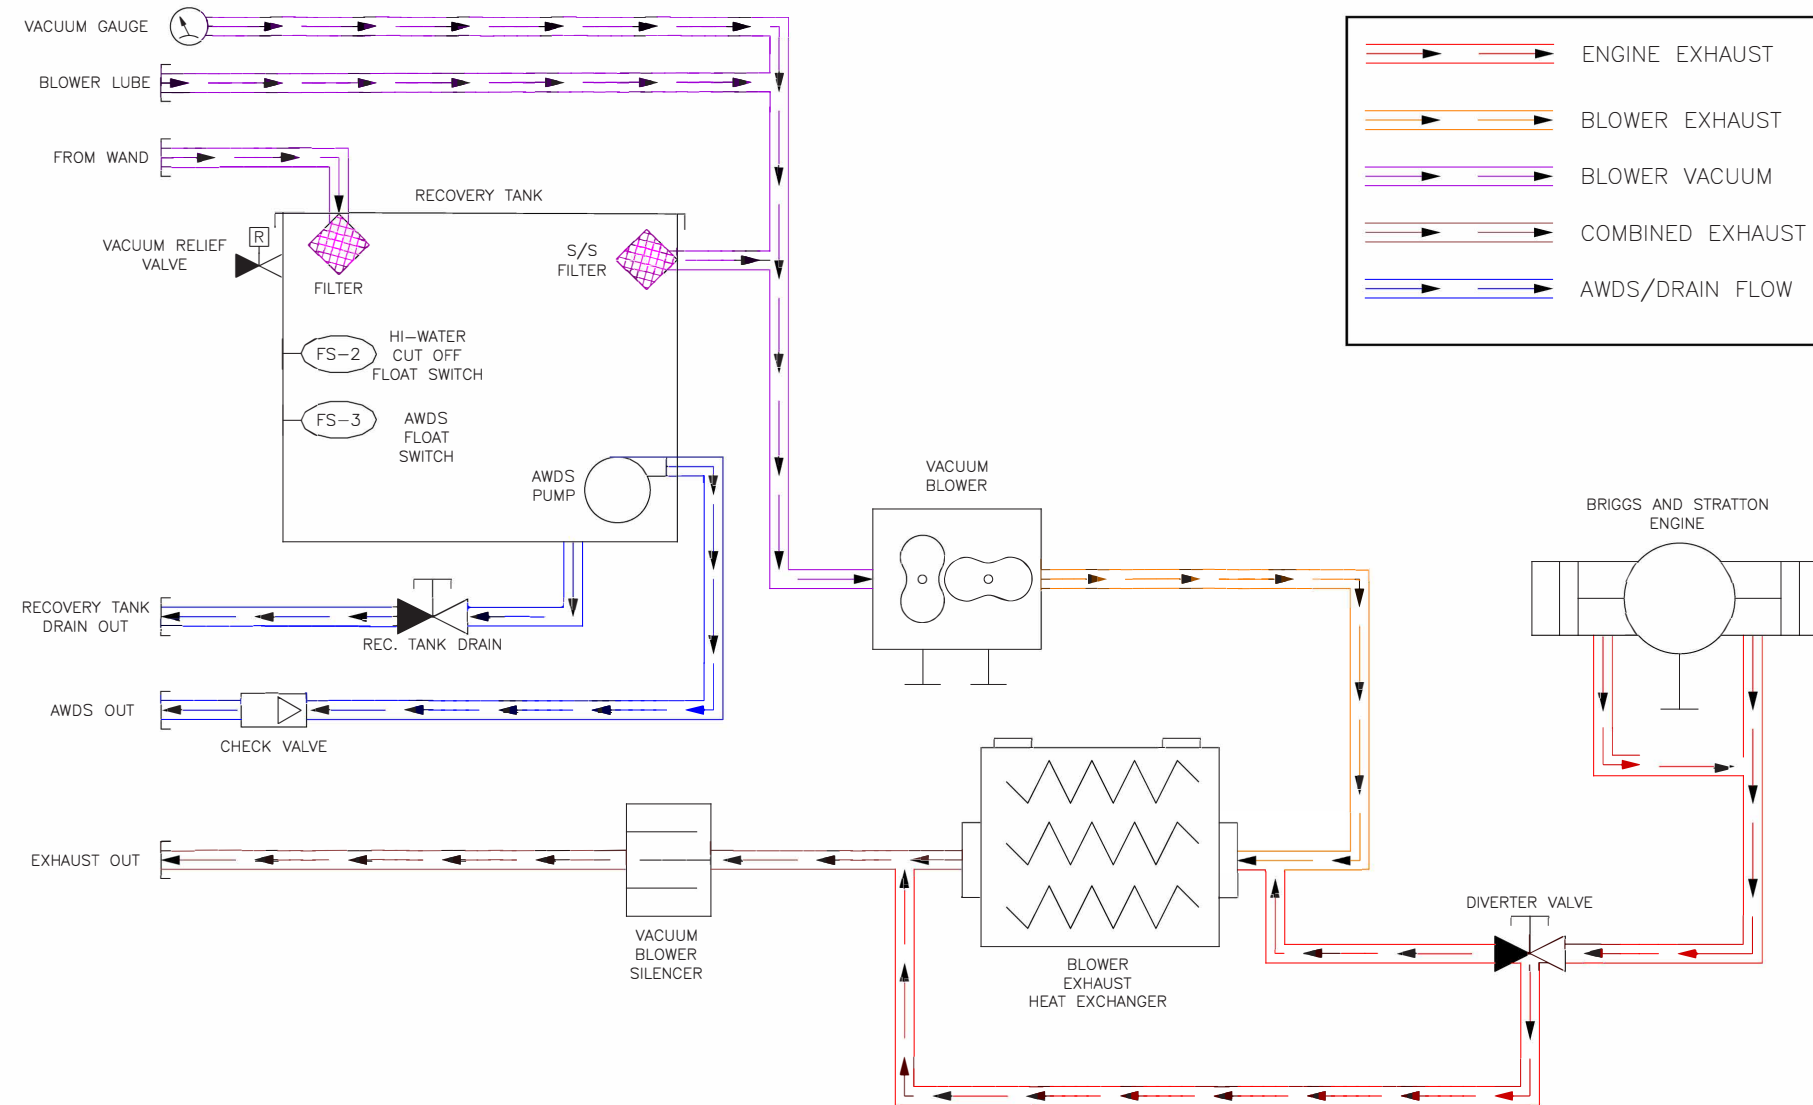 VACUUM GAUGE
BLOWER LUBE
FROM WAND
RECOVERY TANK
R
VACUUM RELIEF
VALVE
FILTER
S/S
FILTER
FS-2
HI-WATER
CUT OFF
FLOAT SWITCH
FS-3
AWDS
FLOAT
SWITCH
AWDS
PUMP
RECOVERY TANK
DRAIN OUT
REC. TANK DRAIN
AWDS OUT
CHECK VALVE
EXHAUST OUT
VACUUM
BLOWER
SILENCER
VACUUM
BLOWER
BLOWER
EXHAUST
HEAT EXCHANGER
BRIGGS AND STRATTON
ENGINE
DIVERTER VALVE
ENGINE EXHAUST
BLOWER EXHAUST
BLOWER VACUUM
COMBINED EXHAUST
AWDS/DRAIN FLOW